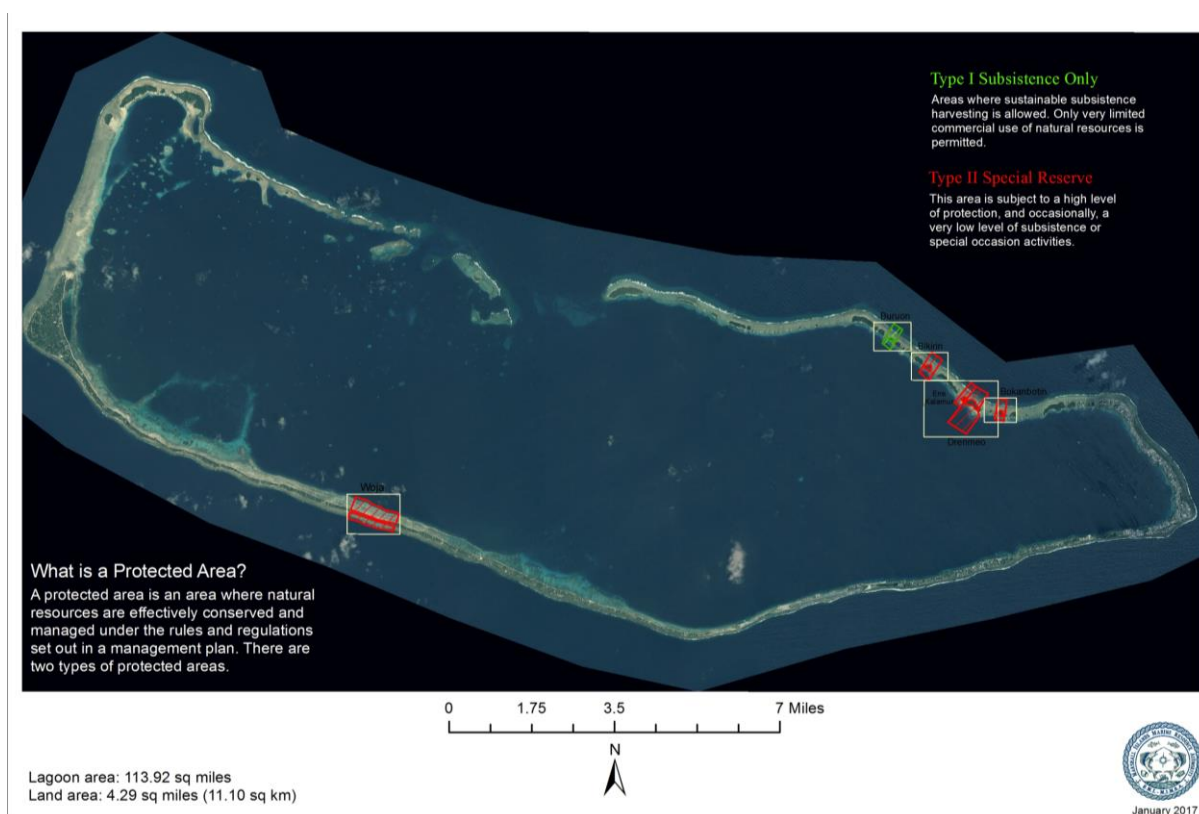 Type I Subsistence Only
Areas where sustainable subsistence
harvesting is allowed. Only very limited
commercial use of natural resources is
permitted.
Type II Special Reserve
This area is subject to a high level
of protection, and occasionally, a
very low level of subsistence or
special occasion activities.
Buruon
Bokanbotin
Ene
Drenmeo
Woja
What is a Protected Area?
A protected area is an area where natural
resources are effectively conserved and
managed under the rules and regulations
set out in a management plan. There are
two types of protected areas.
0 1.75 3.5 7 Miles
N
Lagoon area: 113.92 sq miles
Land area: 4.29 sq miles (11.10 sq km)
January 2017